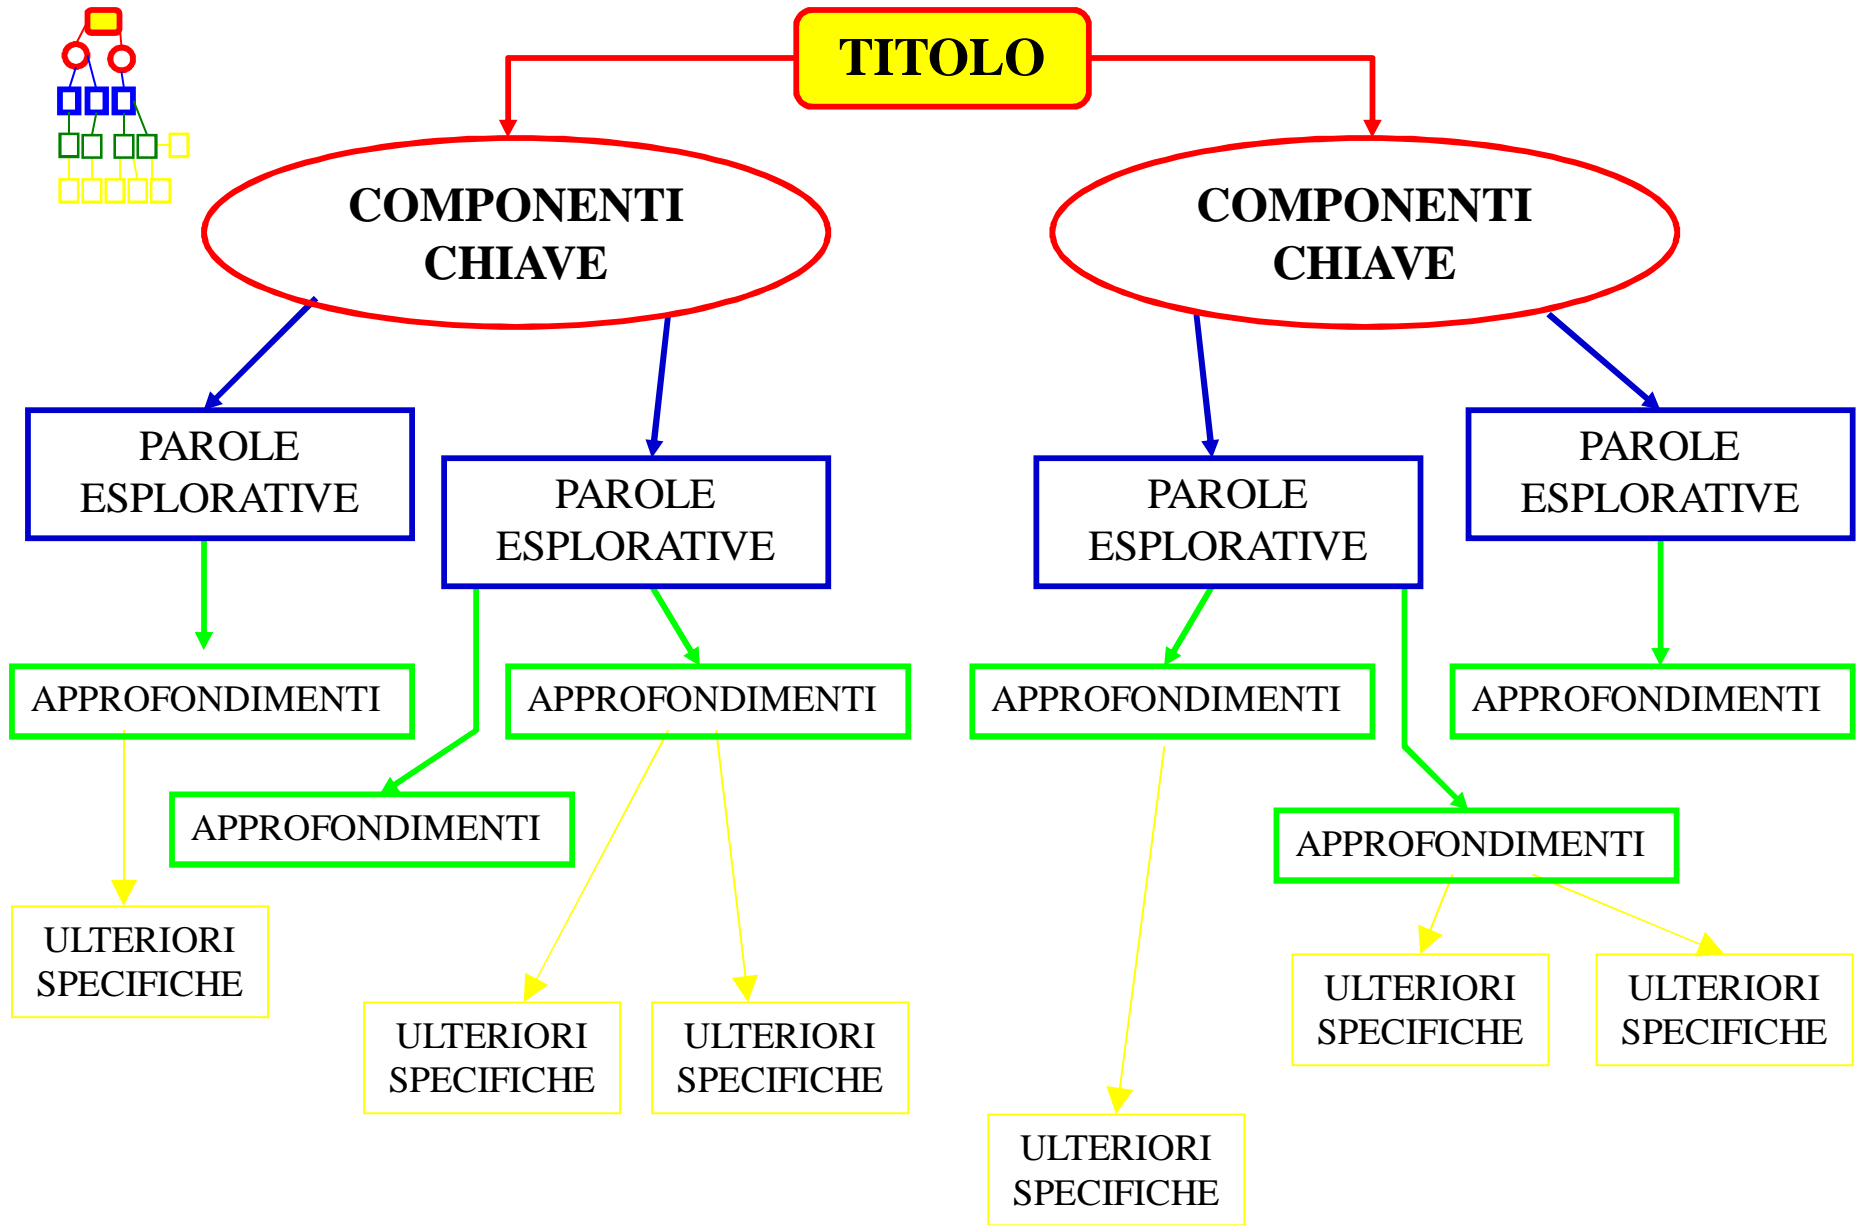 TITOLO
COMPONENTI
CHIAVE
COMPONENTI
CHIAVE
PAROLE
ESPLORATIVE
PAROLE
ESPLORATIVE
PAROLE
ESPLORATIVE
PAROLE
ESPLORATIVE
APPROFONDIMENTI
APPROFONDIMENTI
APPROFONDIMENTI
APPROFONDIMENTI
APPROFONDIMENTI
APPROFONDIMENTI
ULTERIORI
SPECIFICHE
ULTERIORI
SPECIFICHE
ULTERIORI
SPECIFICHE
ULTERIORI
SPECIFICHE
ULTERIORI
SPECIFICHE
ULTERIORI
SPECIFICHE